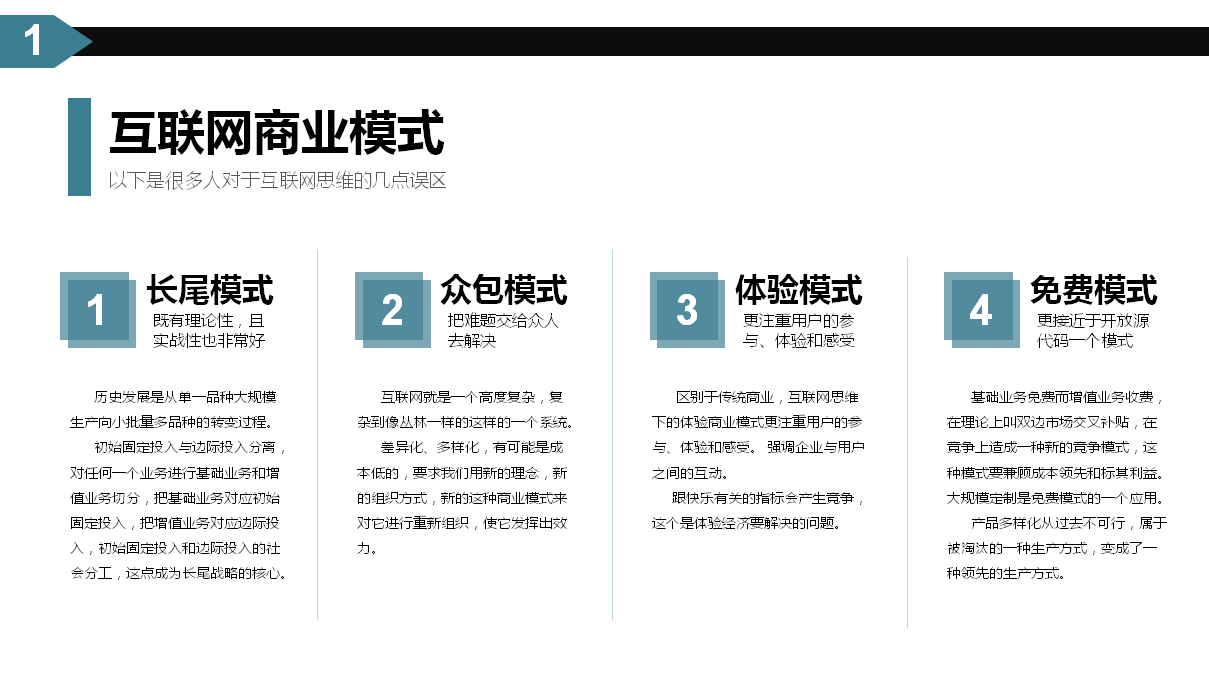 1
互联网商业模式
以下是很多人对于互联网思维的几点误区
1
长尾模式
既有理论性，且
实战性也非常好
历史发展是从单一品种大规模
生产向小批量多品种的转变过程。
初始固定投入与边际投入分离，
对任何一个业务进行基础业务和增
值业务切分，把基础业务对应初始
固定投入，把增值业务对应边际投
入，初始固定投入和边际投入的社
会分工，这点成为长尾战略的核心。
2
众包模式
把难题交给众人
去解决
互联网就是一个高度复杂，复
杂到像丛林一样的这样的一个系统。
差异化、多样化，有可能是成
本低的，要求我们用新的理念，新
的组织方式，新的这种商业模式来
对它进行重新组织，使它发挥出效
力。
3
体验模式
更注重用户的参
与、体验和感受
区别于传统商业，互联网思维
下的体验商业模式更注重用户的参
与、体验和感受。 强调企业与用户
之间的互动。
跟快乐有关的指标会产生竞争，
这个是体验经济要解决的问题。
4
免费模式
更接近于开放源
代码一个模式
基础业务免费而增值业务收费，
在理论上叫双边市场交叉补贴，在
竞争上造成一种新的竞争模式，这
种模式要兼顾成本领先和标其利益。
大规模定制是免费模式的一个应用。
产品多样化从过去不可行，属于
被淘汰的一种生产方式，变成了一
种领先的生产方式。